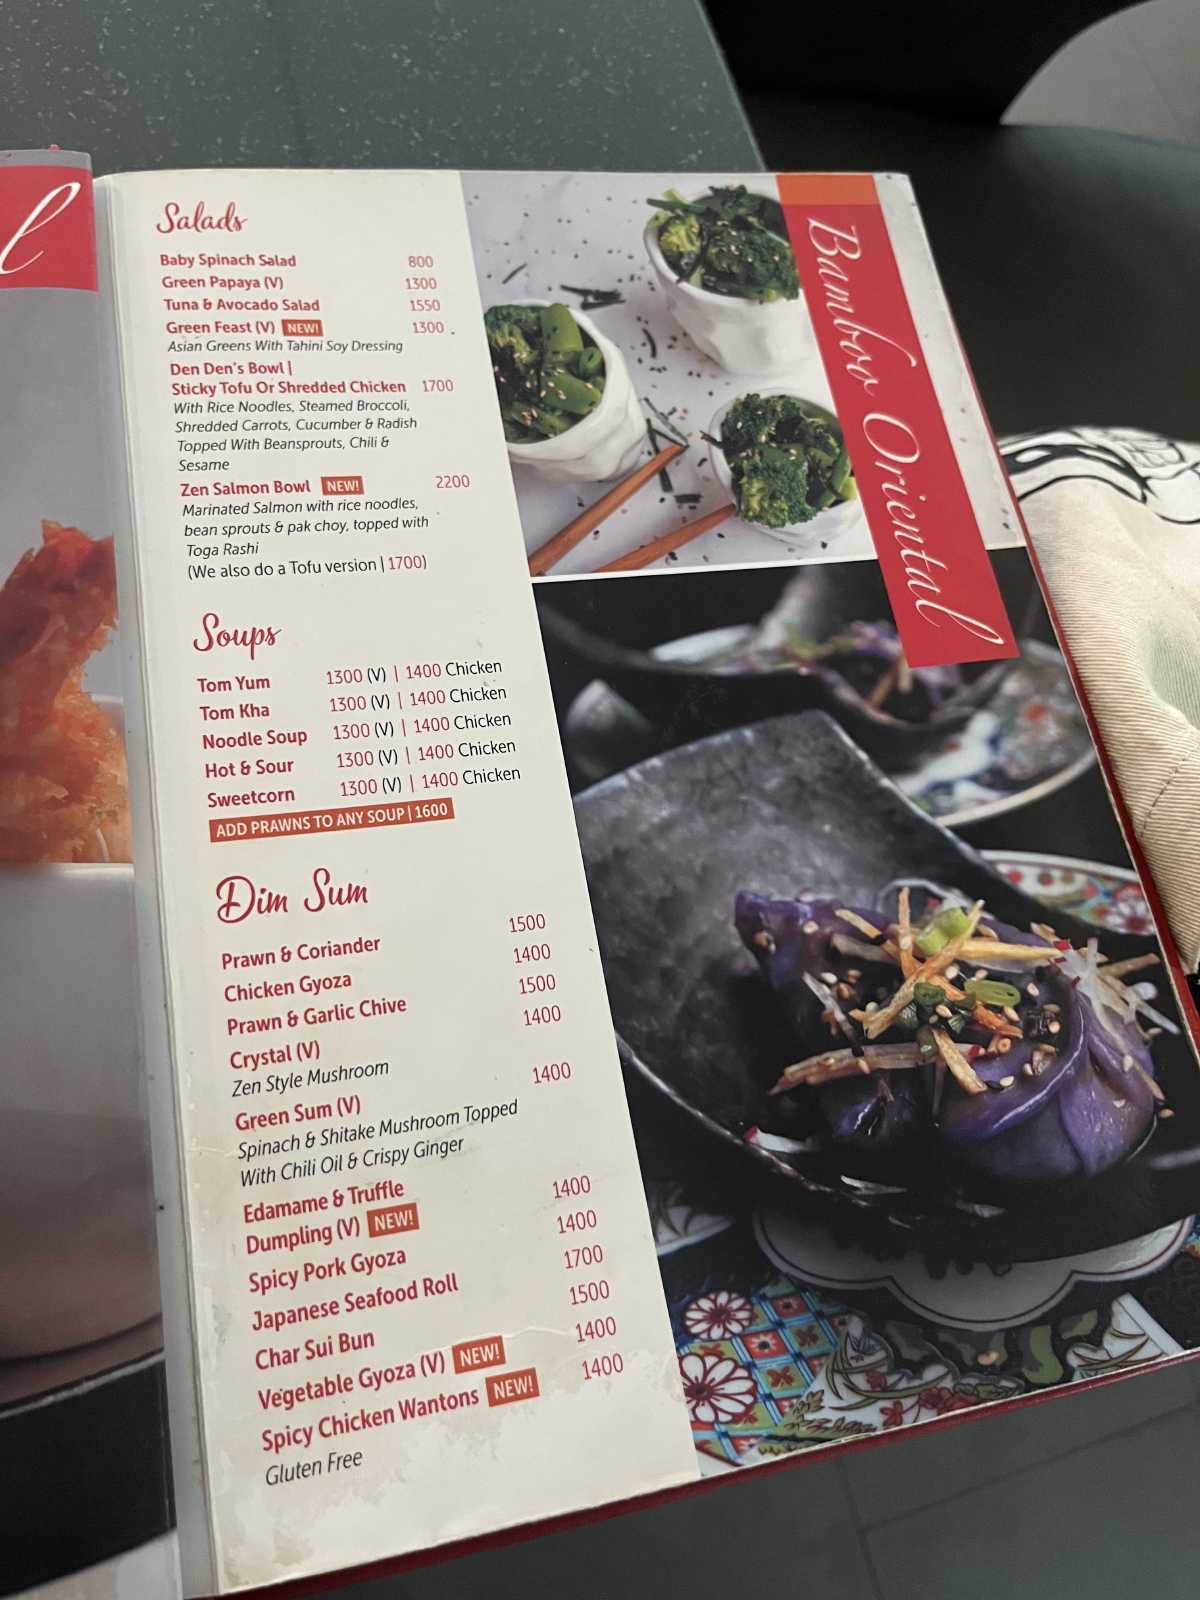 l
Salads
Baby Spinach Salad 800
Green Papaya (V) 1300
Tuna & Avocado Salad 1550
Green Feast (V) NEW! 1300
Asian Greens With Tahini Soy Dressing
Den Den's Bowl |
Sticky Tofu Or Shredded Chicken 1700
With Rice Noodles, Steamed Broccoli,
Shredded Carrots, Cucumber & Radish
Topped With Beansprouts, Chili &
Sesame
Zen Salmon Bowl NEW! 2200
Marinated Salmon with rice noodles,
bean sprouts & pak choy, topped with
Toga Rashi
(We also do a Tofu version | 1700)
Soups
Tom Yum 1300 (V) | 1400 Chicken
Tom Kha 1300 (V) | 1400 Chicken
Noodle Soup 1300 (V) | 1400 Chicken
Hot & Sour 1300 (V) | 1400 Chicken
Sweetcorn 1300 (V) | 1400 Chicken
ADD PRAWNS TO ANY SOUP | 1600
Dim Sum
Prawn & Coriander 1500
Chicken Gyoza 1400
Prawn & Garlic Chive 1500
Crystal (V) 1400
Zen Style Mushroom
Green Sum (V) 1400
Spinach & Shitake Mushroom Topped
With Chili Oil & Crispy Ginger
Edamame & Truffle
Dumpling (V) NEW! 1400
Spicy Pork Gyoza 1400
Japanese Seafood Roll 1700
Char Sui Bun 1500
Vegetable Gyoza (V) NEW! 1400
Spicy Chicken Wantons NEW! 1400
Gluten Free
Bamboo Oriental